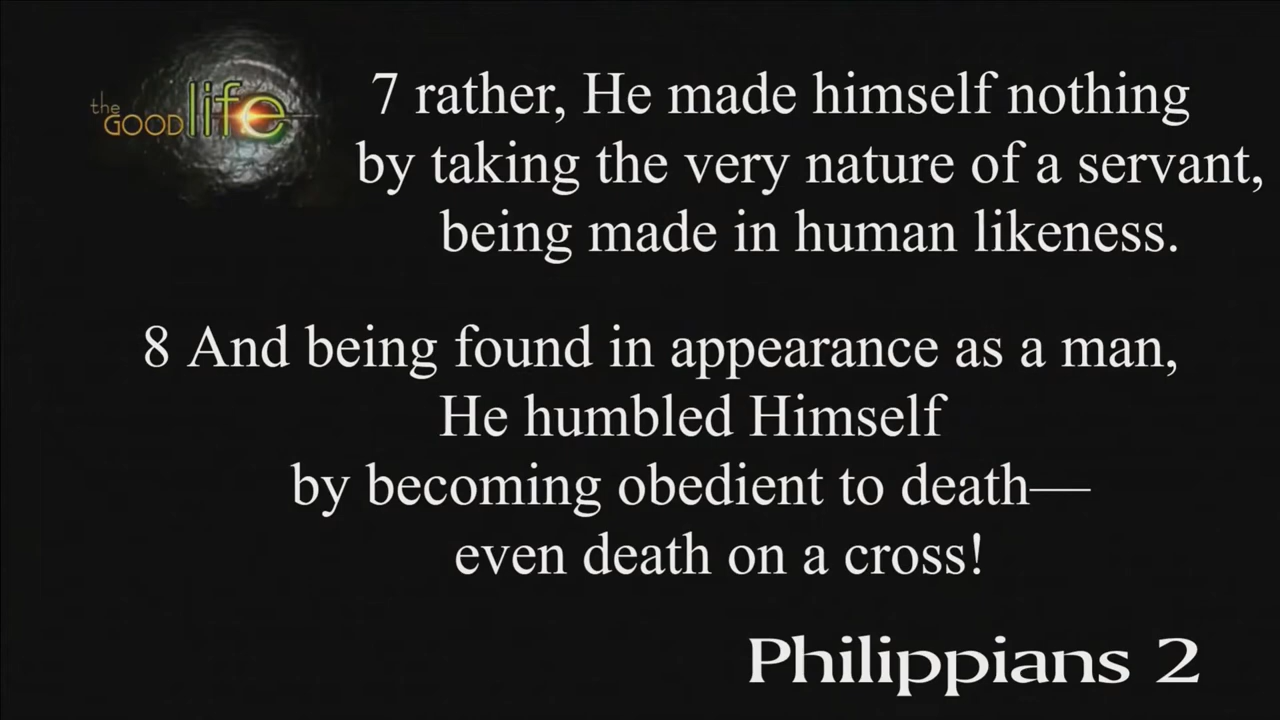 the
GOOD life
7 rather, He made himself nothing
by taking the very nature of a servant,
being made in human likeness.
8 And being found in appearance as a man,
He humbled Himself
by becoming obedient to death—
even death on a cross!
Philippians 2